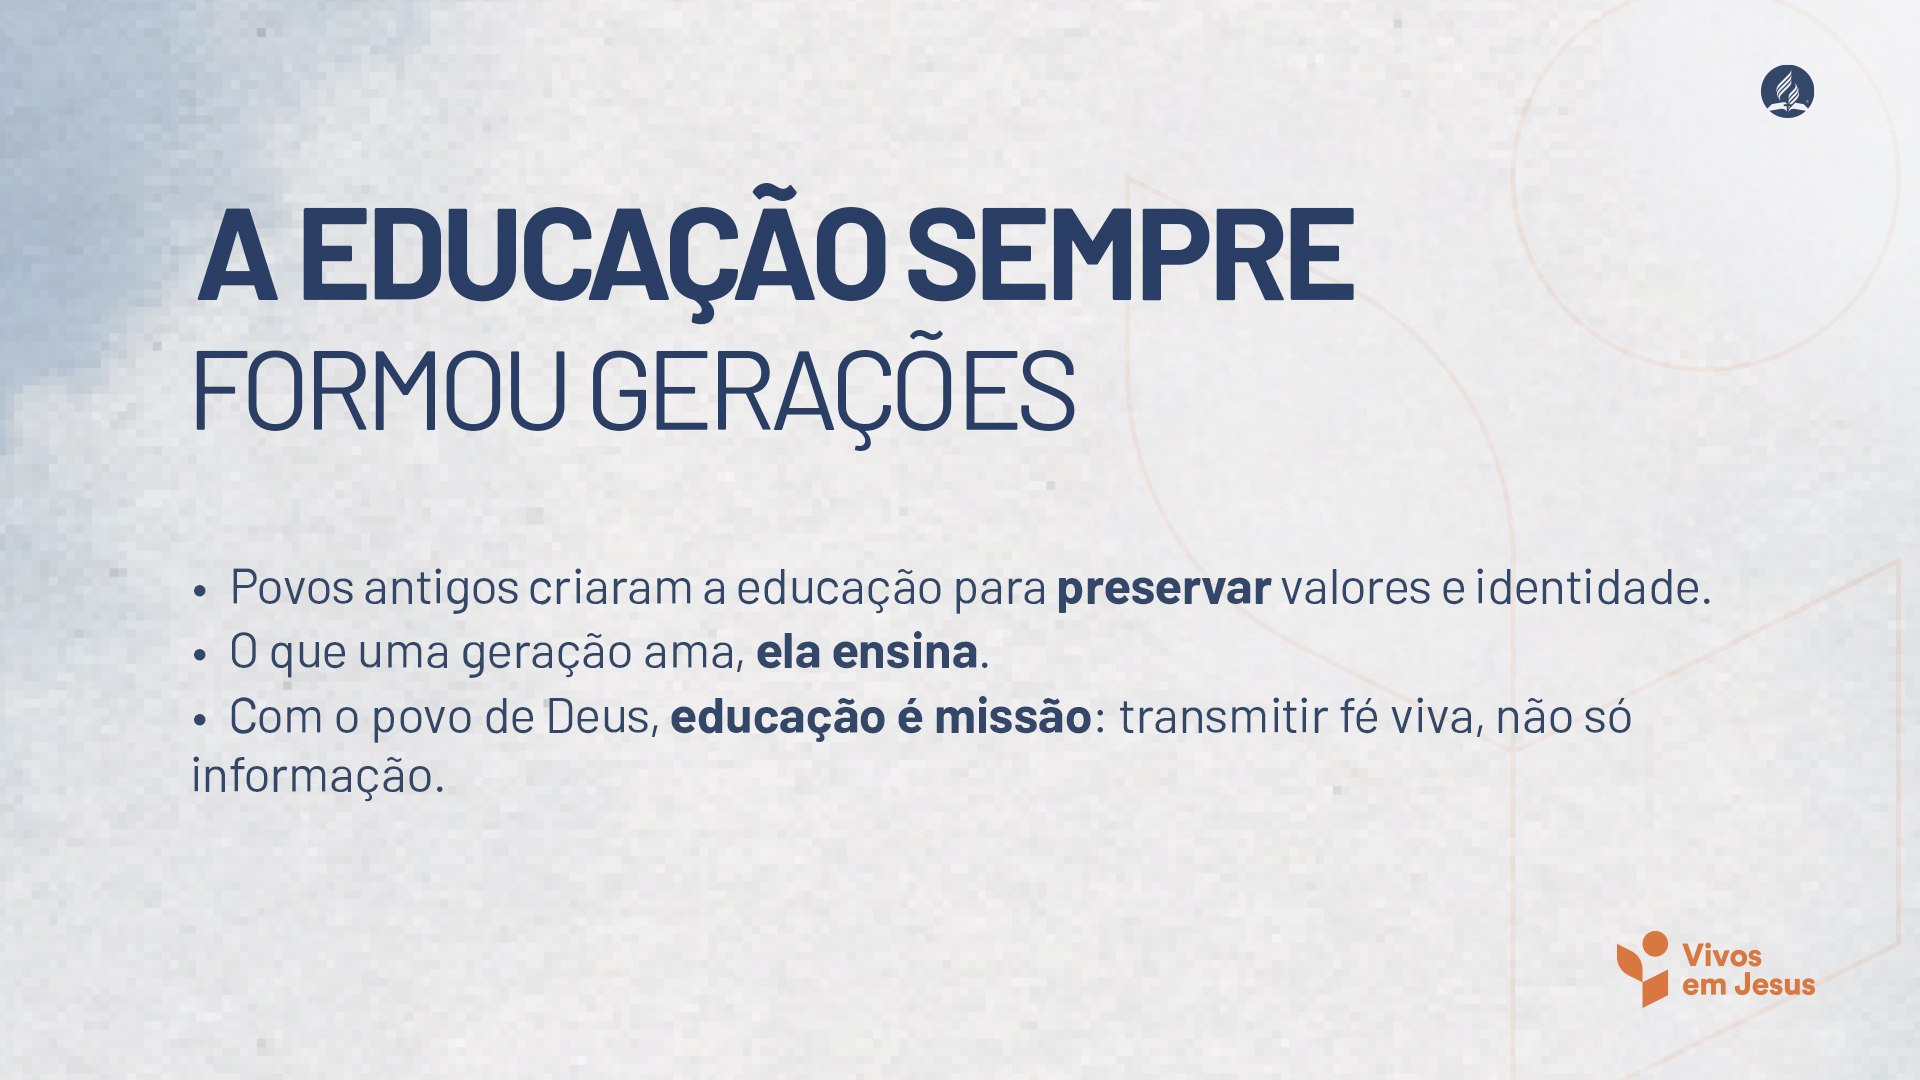 A EDUCAÇÃO SEMPRE
FORMOU GERAÇÕES
• Povos antigos criaram a educação para preservar valores e identidade.
• O que uma geração ama, ela ensina.
• Com o povo de Deus, educação é missão: transmitir fé viva, não só
informação.
Vivos
em Jesus